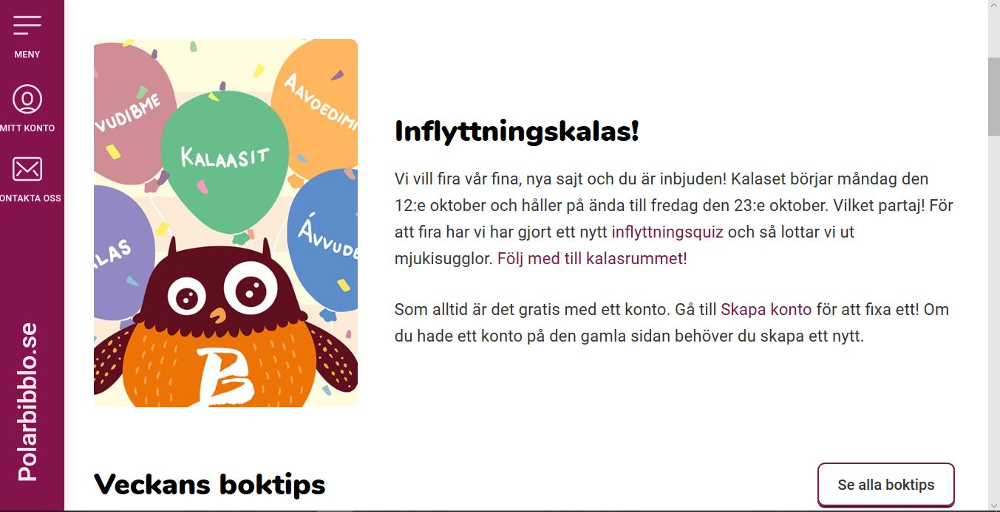 MENY
MITT KONTO
ONTAKTA OSS
Polarbibblo.se
VUDIBME
KALAASIT
AAVOEDIMI
LAS
ÁVVUDE
B
Inflyttningskalas!
Vi vill fira vår fina, nya sajt och du är inbjuden! Kalaset börjar måndag den
12:e oktober och håller på ända till fredag den 23:e oktober. Vilket partaj! För
att fira har vi har gjort ett nytt inflyttningsquiz och så lottar vi ut
mjukisugglor. Följ med till kalasrummet!
Som alltid är det gratis med ett konto. Gå till Skapa konto för att fixa ett! Om
du hade ett konto på den gamla sidan behöver du skapa ett nytt.
Veckans boktips
Se alla boktips